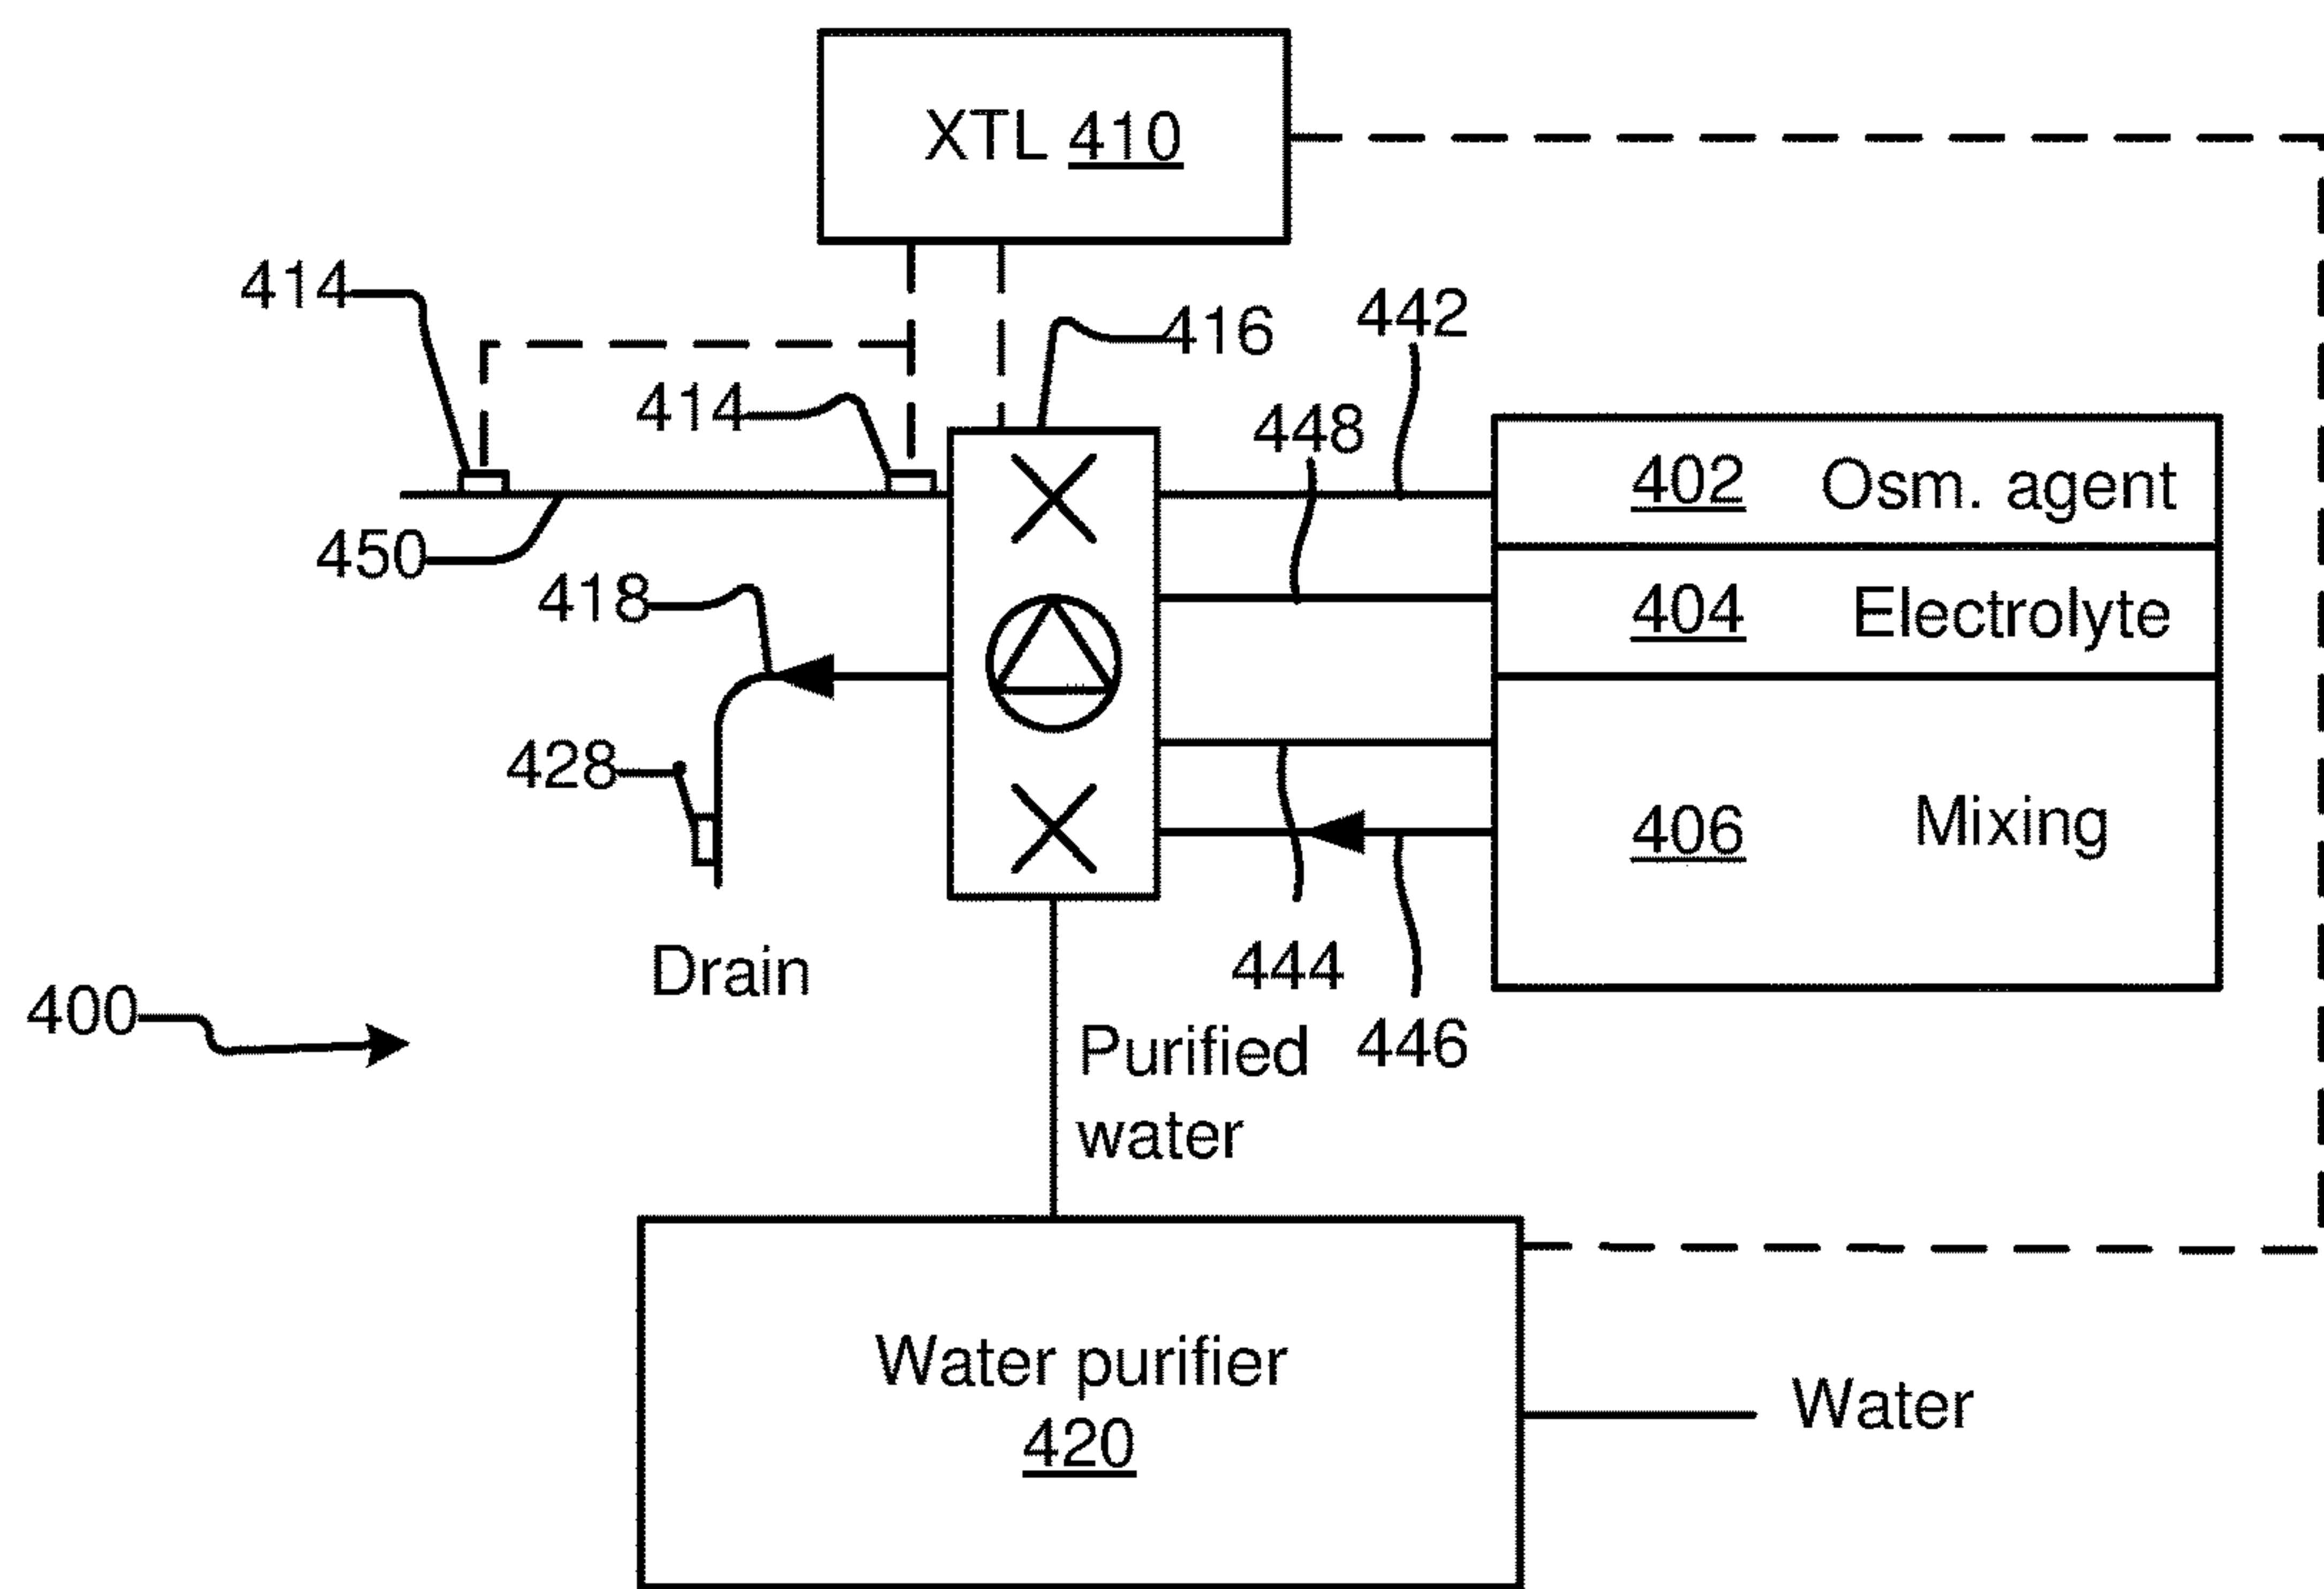 XTL 410
414
416
442
414
448
402 Osm. agent
450
418
404 Electrolyte
428
406 Mixing
Drain
444
400
446
Purified
water
Water purifier
420
Water